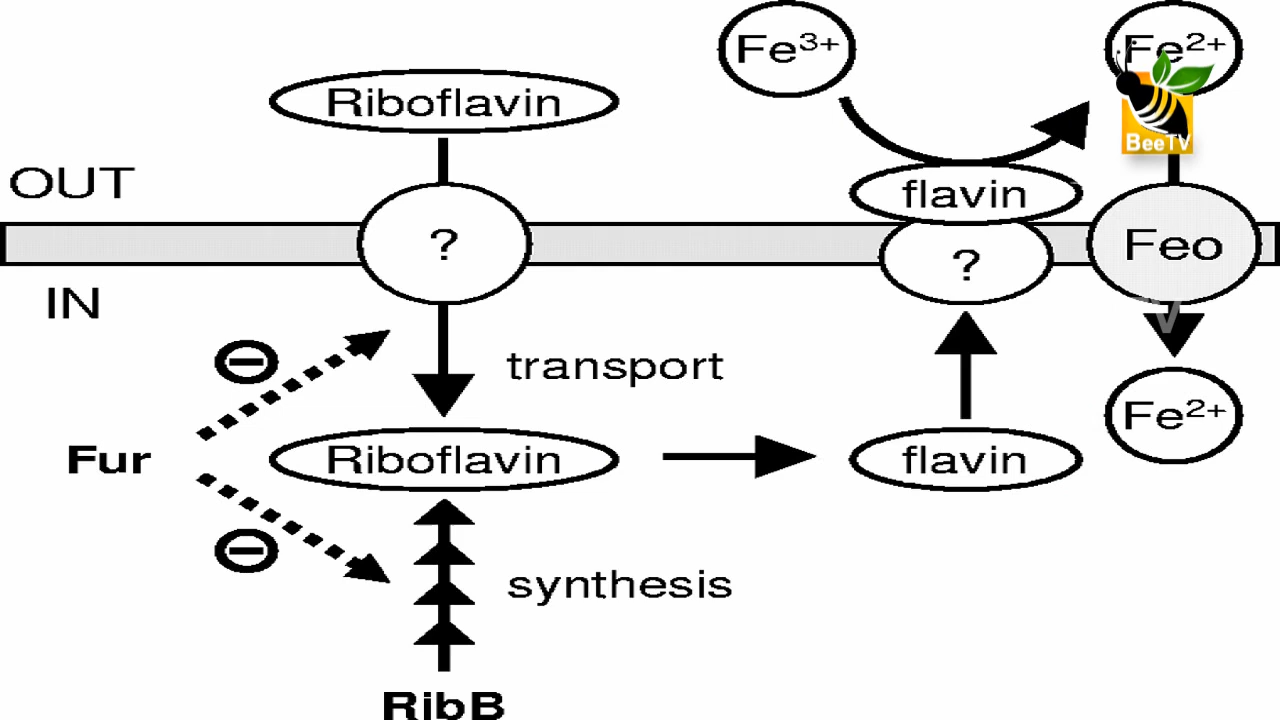 Fe³⁺
Fe²⁺
Riboflavin
BeeTV
OUT
flavin
?
?
Feo
IN
V
transport
Fe²⁺
Fur
Riboflavin
flavin
synthesis
RibB